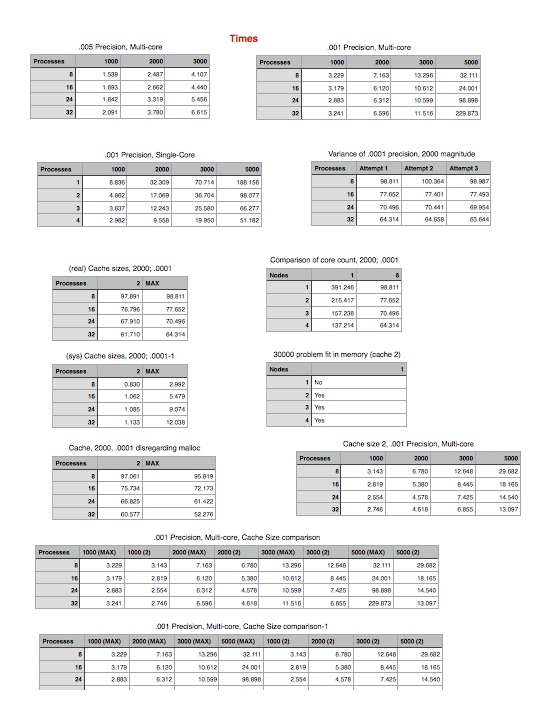 Times
.005 Precision, Multi-core
Processes 1000 2000 3000
8 1.539 2.487 4.107
16 1.693 2.662 4.440
24 1.842 3.319 5.456
32 2.091 3.780 6.615
.001 Precision, Multi-core
Processes 1000 2000 3000 5000
8 3.229 7.163 13.296 32.111
16 3.179 6.120 10.612 24.001
24 2.883 6.312 10.599 98.898
32 3.241 6.596 11.516 229.873
.001 Precision, Single-Core
Processes 1000 2000 3000 5000
1 8.836 32.309 70.714 188.156
2 4.862 17.069 36.704 98.077
3 3.637 12.243 25.580 66.277
4 2.982 9.558 19.950 51.182
Variance of .0001 precision, 2000 magnitude
Processes Attempt 1 Attempt 2 Attempt 3
8 98.811 100.364 98.987
16 77.652 77.401 77.493
24 70.496 70.441 69.954
32 64.314 64.658 63.644
(real) Cache sizes, 2000; .0001
Processes 2 MAX
8 97.891 98.811
16 76.796 77.652
24 67.910 70.496
32 61.710 64.314
Comparison of core count, 2000; .0001
Nodes 1 8
1 391.246 98.811
2 215.417 77.652
3 157.238 70.496
4 137.214 64.314
(sys) Cache sizes, 2000; .0001-1
Processes 2 MAX
8 0.830 2.992
16 1.062 5.479
24 1.085 9.074
32 1.133 12.038
30000 problem fit in memory (cache 2)
Nodes 1
1 No
2 Yes
3 Yes
4 Yes
Cache, 2000, .0001 disregarding malloc
Processes 2 MAX
8 97.061 95.819
16 75.734 72.173
24 66.825 61.422
32 60.577 52.276
Cache size 2, .001 Precision, Multi-core
Processes 1000 2000 3000 5000
8 3.143 6.780 12.648 29.682
16 2.819 5.380 8.445 18.165
24 2.554 4.578 7.425 14.540
32 2.746 4.618 6.855 13.097
.001 Precision, Multi-core, Cache Size comparison
Processes 1000 (MAX) 1000 (2) 2000 (MAX) 2000 (2) 3000 (MAX) 3000 (2) 5000 (MAX) 5000 (2)
8 3.229 3.143 7.163 6.780 13.296 12.648 32.111 29.682
16 3.179 2.819 6.120 5.380 10.612 8.445 24.001 18.165
24 2.883 2.554 6.312 4.578 10.599 7.425 98.898 14.540
32 3.241 2.746 6.596 4.618 11.516 6.855 229.873 13.097
.001 Precision, Multi-core, Cache Size comparison-1
Processes 1000 (MAX) 2000 (MAX) 3000 (MAX) 5000 (MAX) 1000 (2) 2000 (2) 3000 (2) 5000 (2)
8 3.229 7.163 13.296 32.111 3.143 6.780 12.648 29.682
16 3.179 6.120 10.612 24.001 2.819 5.380 8.445 18.165
24 2.883 6.312 10.599 98.898 2.554 4.578 7.425 14.540